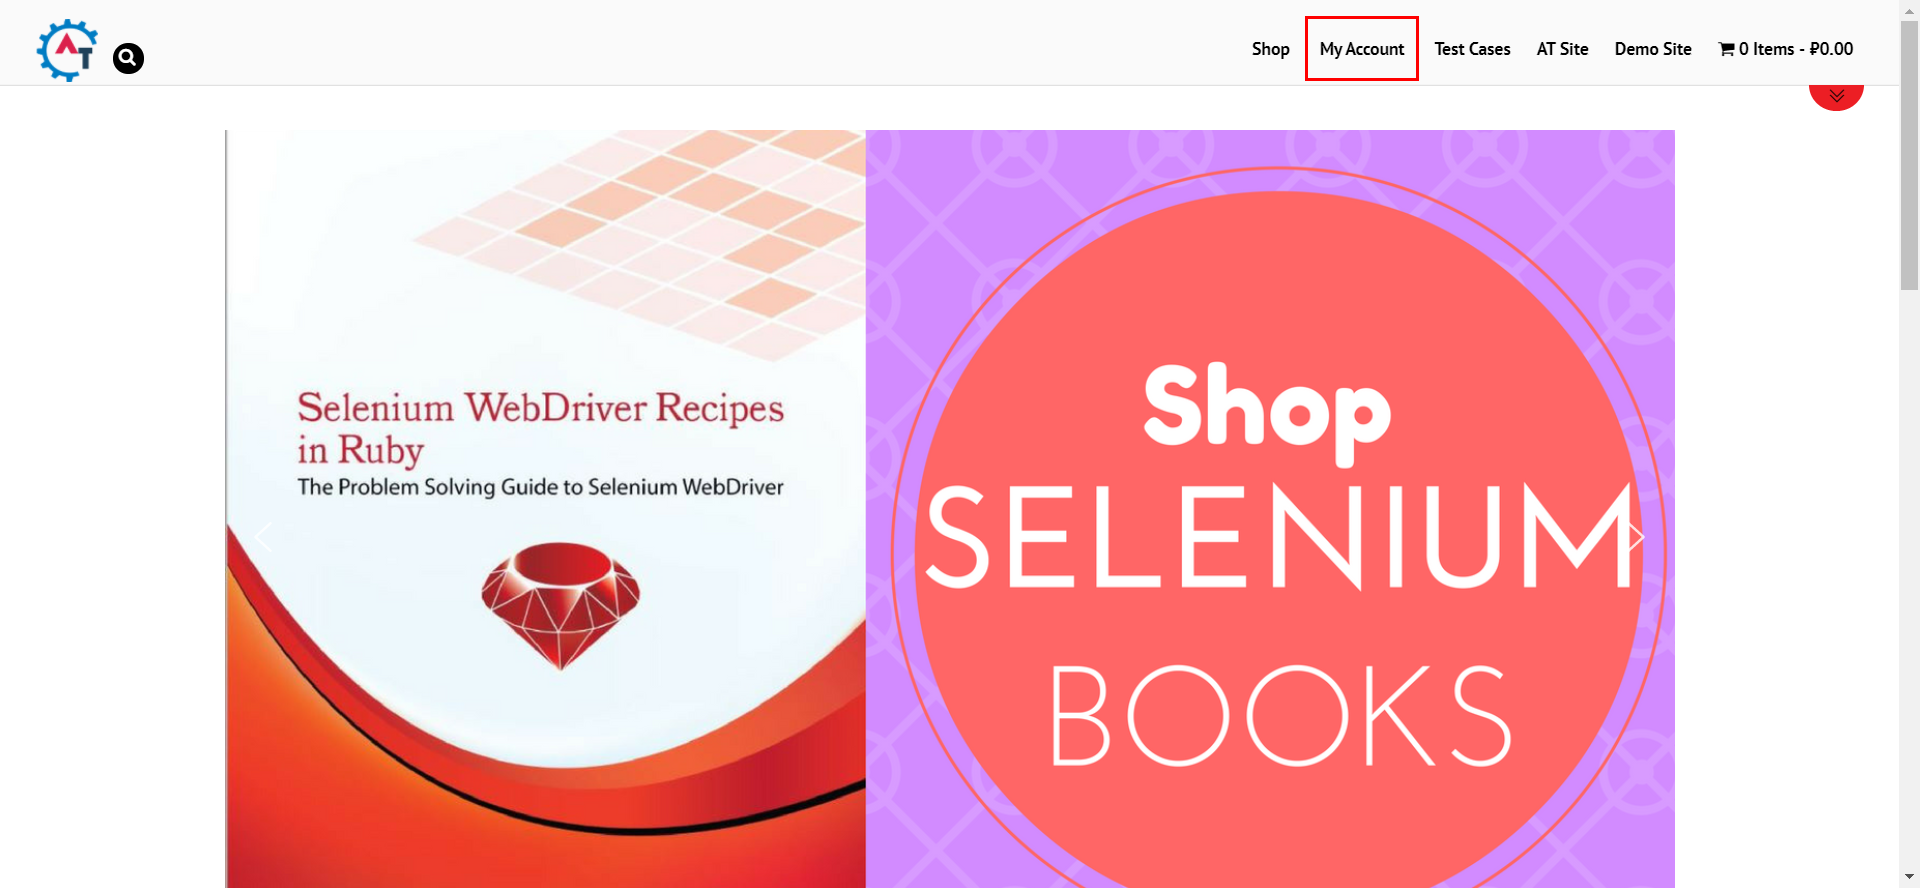 AT
Shop
My Account
Test Cases
AT Site
Demo Site
0 Items - ₽0.00
Selenium WebDriver Recipes
in Ruby
The Problem Solving Guide to Selenium WebDriver
Shop
SELENIUM
BOOKS